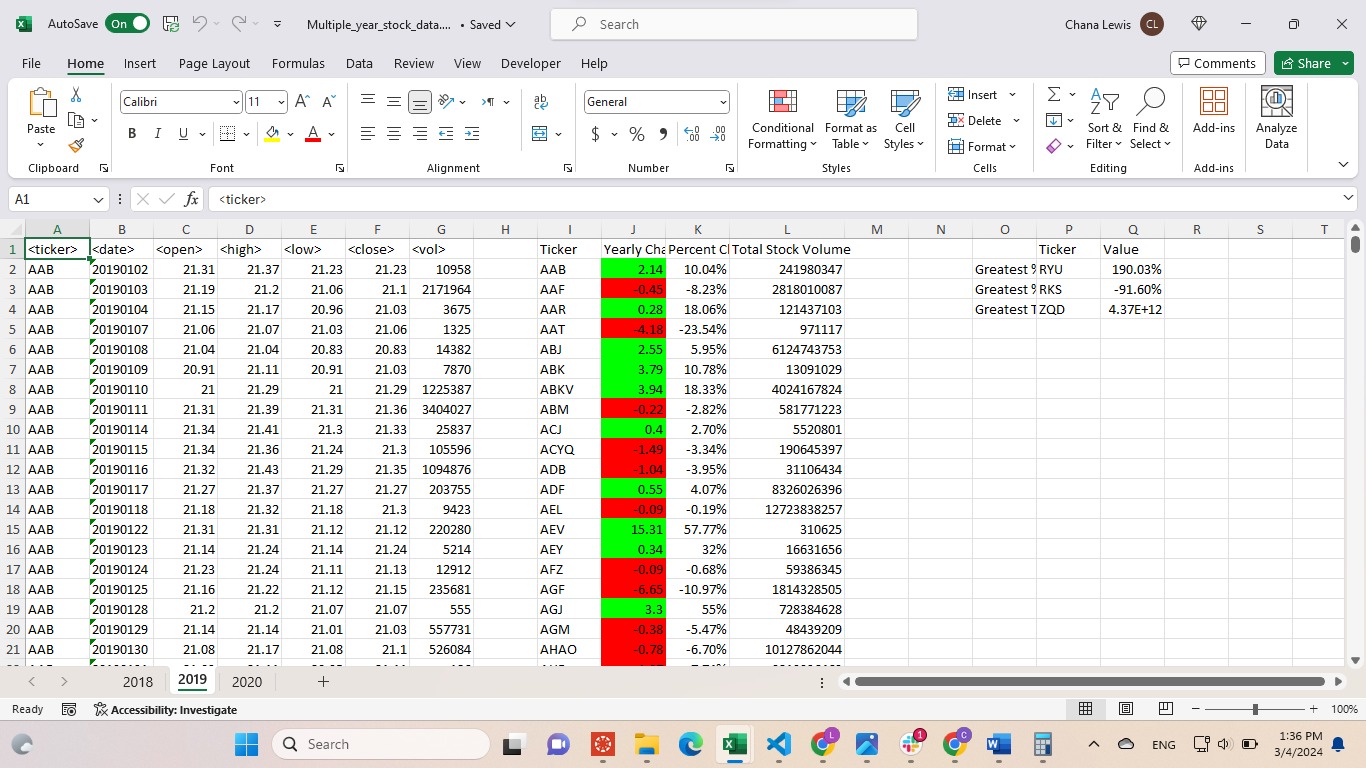 AutoSave On Multiple_year_stock_data.... • Saved Search Chana Lewis CL
File Home Insert Page Layout Formulas Data Review View Developer Help Comments Share
Paste Calibri 11 A A ab General Conditional Formatting Format as Table Cell Styles Insert Delete Format Sort & Filter Find & Select Add-ins Analyze Data
B I U A $ % 9
Clipboard Font Alignment Number Styles Cells Editing Add-ins
A1 fx <ticker>
A B C D E F G H I J K L M N O P Q R S T
1 <ticker> <date> <open> <high> <low> <close> <vol> Ticker Yearly Cha Percent Cl Total Stock Volume Ticker Value
2 AAB 20190102 21.31 21.37 21.23 21.23 10958 AAB 2.14 10.04% 241980347 Greatest % RYU 190.03%
3 AAB 20190103 21.19 21.2 21.06 21.1 2171964 AAF -0.45 -8.23% 2818010087 Greatest % RKS -91.60%
4 AAB 20190104 21.15 21.17 20.96 21.03 3675 AAR 0.28 18.06% 121437103 Greatest T ZQD 4.37E+12
5 AAB 20190107 21.06 21.07 21.03 21.06 1325 AAT -4.18 -23.54% 971117
6 AAB 20190108 21.04 21.04 20.83 20.83 14382 ABJ 2.55 5.95% 6124743753
7 AAB 20190109 20.91 21.11 20.91 21.03 7870 ABK 3.79 10.78% 13091029
8 AAB 20190110 21 21.29 21 21.29 1225387 ABKV 3.94 18.33% 4024167824
9 AAB 20190111 21.31 21.39 21.31 21.36 3404027 ABM -0.22 -2.82% 581771223
10 AAB 20190114 21.34 21.41 21.3 21.33 25837 ACJ 0.4 2.70% 5520801
11 AAB 20190115 21.34 21.36 21.24 21.3 105596 ACYQ -1.49 -3.34% 190645397
12 AAB 20190116 21.32 21.43 21.29 21.35 1094876 ADB -1.04 -3.95% 31106434
13 AAB 20190117 21.27 21.37 21.27 21.27 203755 ADF 0.55 4.07% 8326026396
14 AAB 20190118 21.18 21.32 21.18 21.3 9423 AEL -0.09 -0.19% 12723838257
15 AAB 20190122 21.31 21.31 21.12 21.12 220280 AEV 15.31 57.77% 310625
16 AAB 20190123 21.14 21.24 21.14 21.24 5214 AEY 0.34 32% 16631656
17 AAB 20190124 21.23 21.24 21.11 21.13 12912 AFZ -0.09 -0.68% 59386345
18 AAB 20190125 21.16 21.22 21.12 21.15 235681 AGF -6.65 -10.97% 1814328505
19 AAB 20190128 21.2 21.2 21.07 21.07 555 AGJ 3.3 55% 728384628
20 AAB 20190129 21.14 21.14 21.01 21.03 557731 AGM -0.38 -5.47% 48439209
21 AAB 20190130 21.08 21.17 21.08 21.1 526084 AHAO -0.78 -6.70% 10127862044
2018 2019 2020
Ready Accessibility: Investigate 100%
Search L 1 C ENG 1:36 PM
3/4/2024